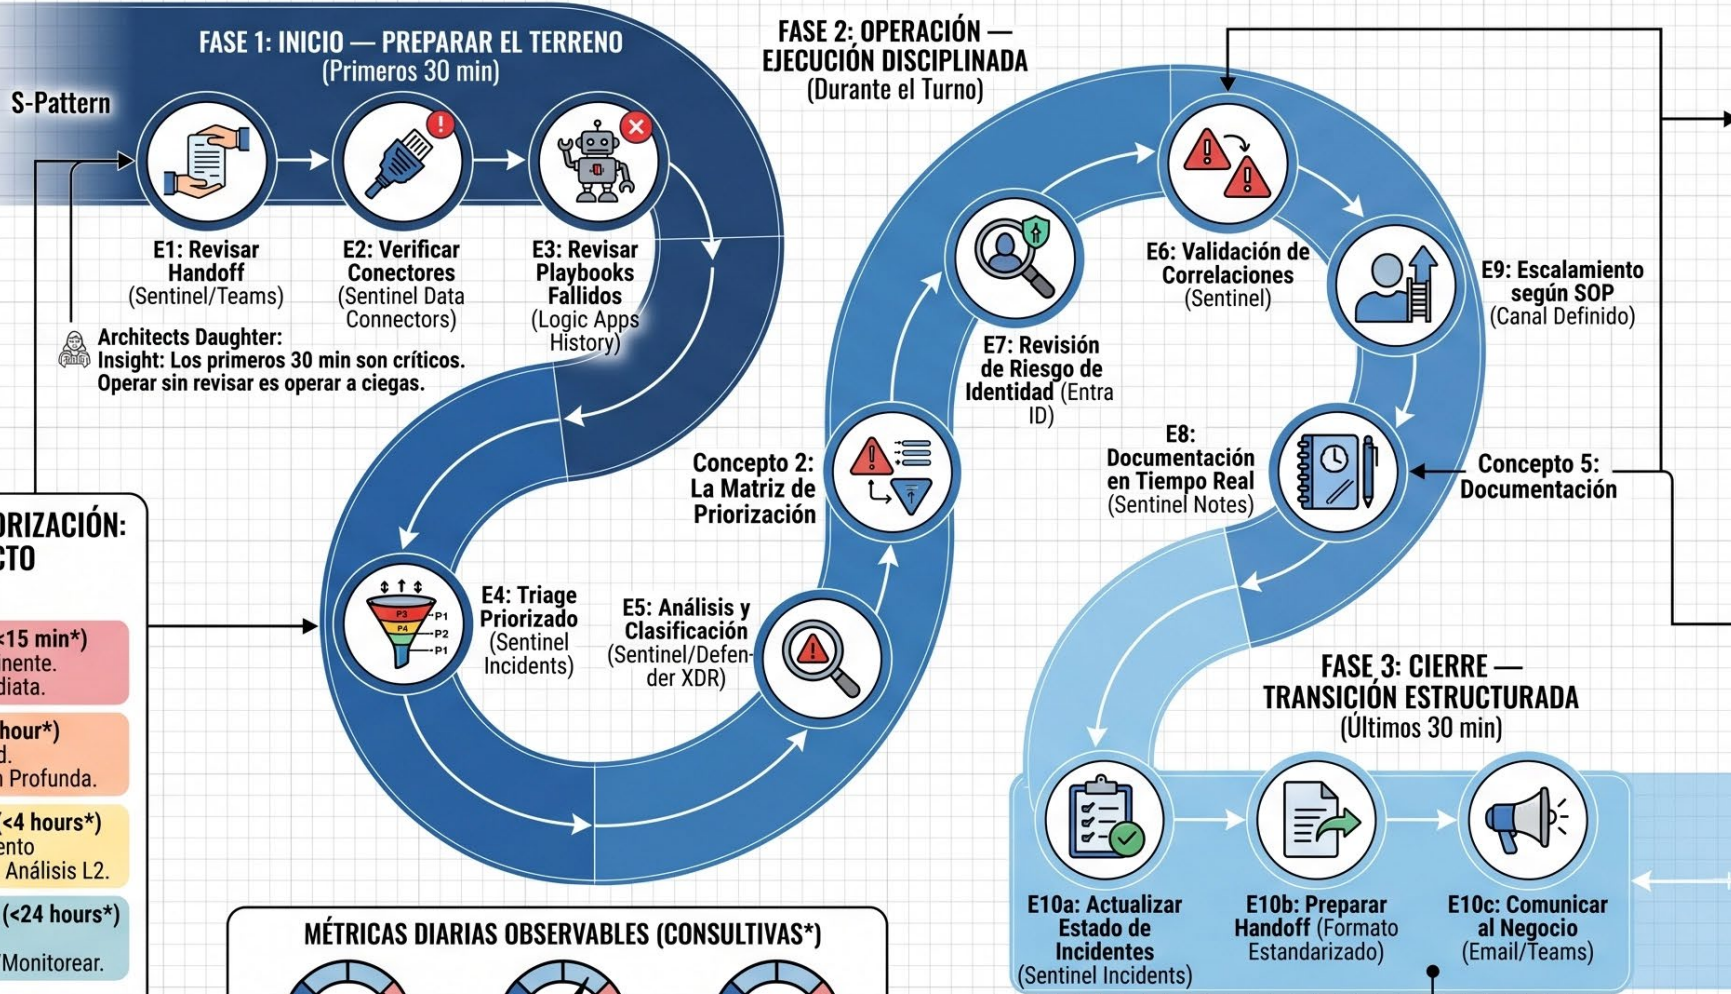 FASE 1: INICIO — PREPARAR EL TERRENO
(Primeros 30 min)
S-Pattern
E1: Revisar
Handoff
(Sentinel/Teams)
E2: Verificar
Conectores
(Sentinel Data
Connectors)
E3: Revisar
Playbooks
Fallidos
(Logic Apps
History)
Architects Daughter:
Insight: Los primeros 30 min son críticos.
Operar sin revisar es operar a ciegas.
FASE 2: OPERACIÓN —
EJECUCIÓN DISCIPLINADA
(Durante el Turno)
E4: Triage
Priorizado
(Sentinel
Incidents)
P3
P4
P1
P2
P1
E5: Análisis y
Clasificación
(Sentinel/Defen-
der XDR)
Concepto 2:
La Matriz de
Priorización
E7: Revisión
de Riesgo de
Identidad (Entra
ID)
E6: Validación de
Correlaciones
(Sentinel)
E9: Escalamiento
según SOP
(Canal Definido)
E8:
Documentación
en Tiempo Real
(Sentinel Notes)
Concepto 5:
Documentación
FASE 3: CIERRE —
TRANSICIÓN ESTRUCTURADA
(Últimos 30 min)
E10a: Actualizar
Estado de
Incidentes
(Sentinel Incidents)
E10b: Preparar
Handoff (Formato
Estandarizado)
E10c: Comunicar
al Negocio
(Email/Teams)
ORIZACIÓN:
CTO
<15 min*)
inente.
diata.
hour*)
d.
n Profunda.
(<4 hours*)
ento
Análisis L2.
(<24 hours*)
/Monitorear.
MÉTRICAS DIARIAS OBSERVABLES (CONSULTIVAS*)